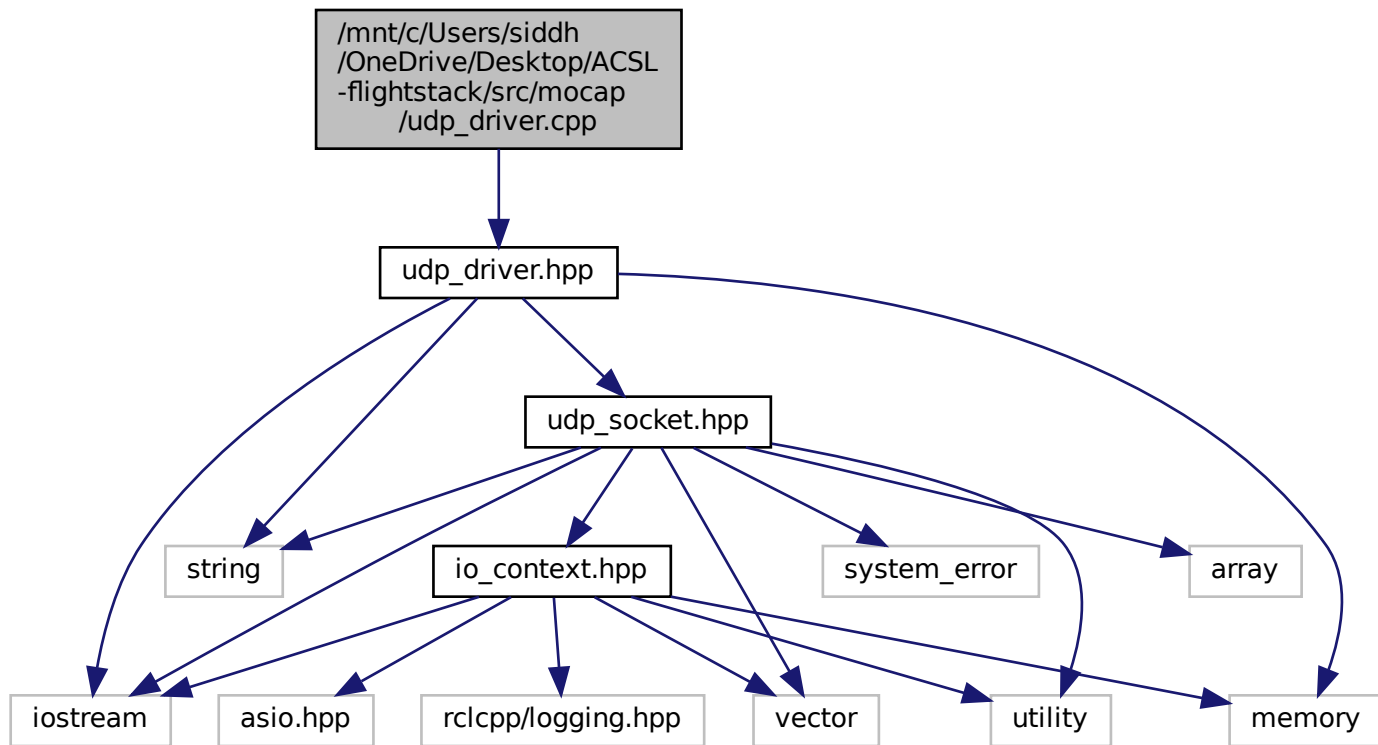 /mnt/c/Users/siddh
/OneDrive/Desktop/ACSL
-flightstack/src/mocap
/udp_driver.cpp
udp_driver.hpp
udp_socket.hpp
string
io_context.hpp
system_error
array
iostream
asio.hpp
rclcpp/logging.hpp
vector
utility
memory